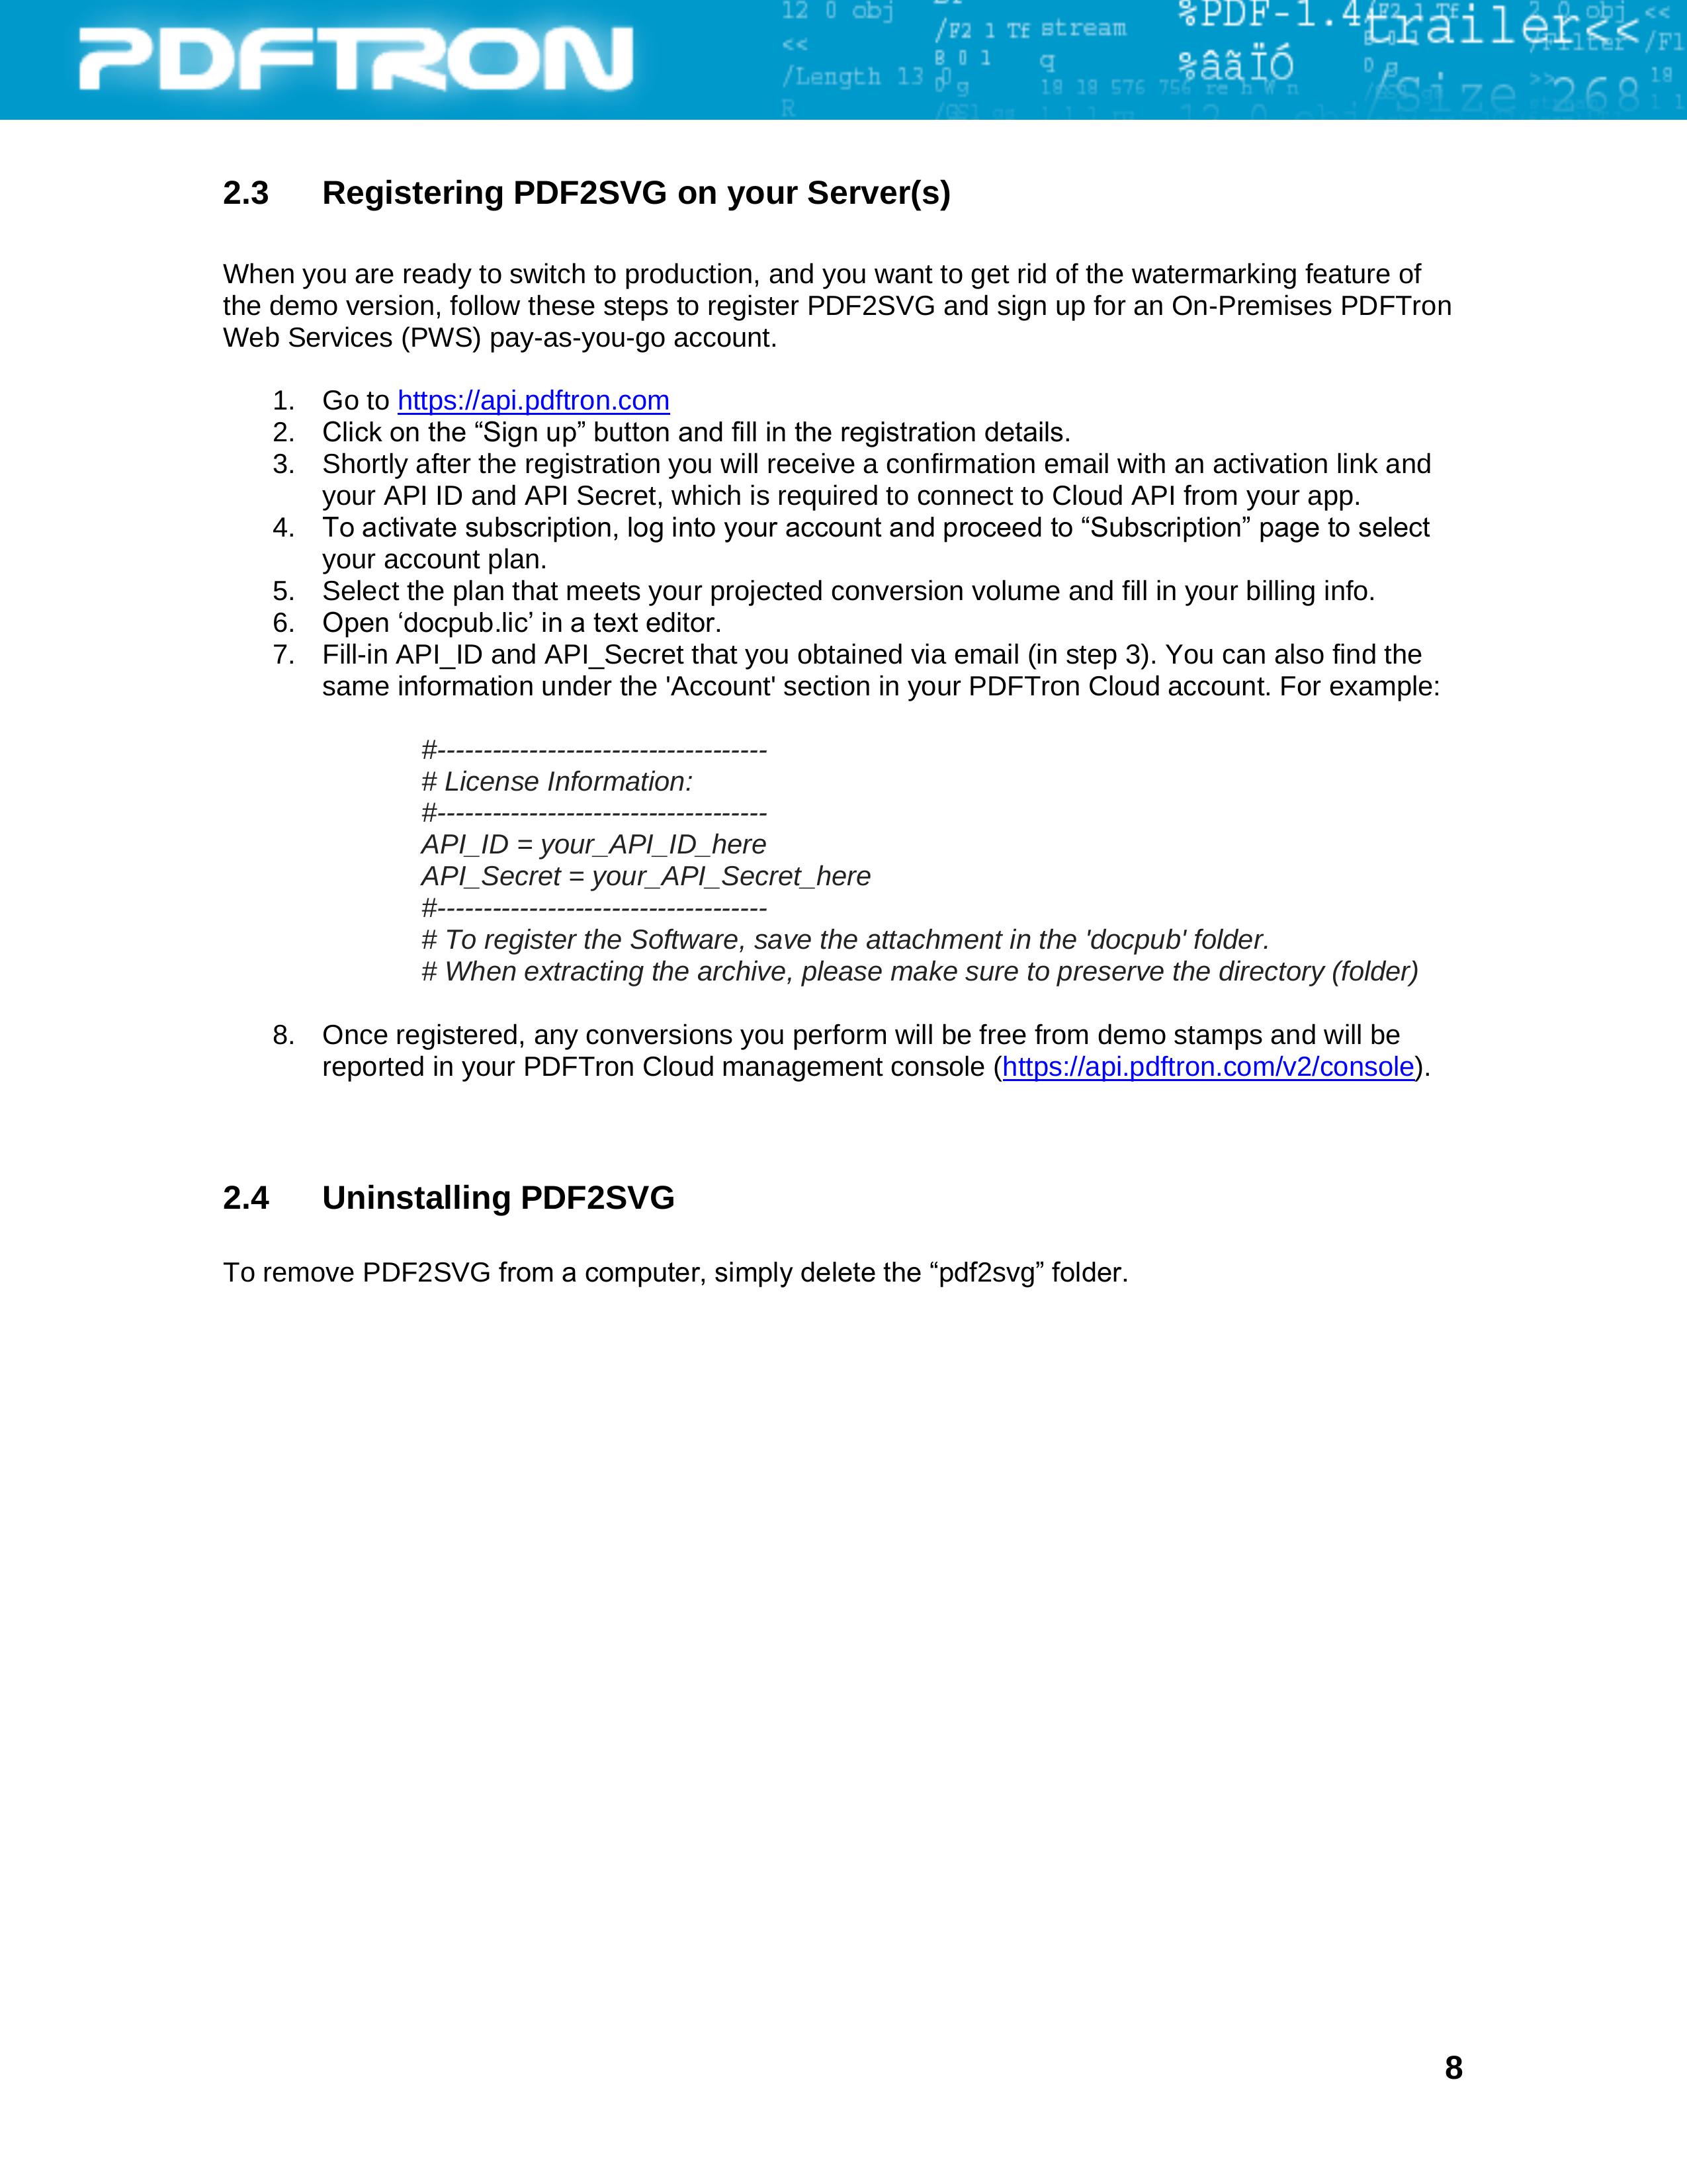 PDFTRON
12 0 obj
<<
/Length 13 0
R
/F2 1 Tf
stream
q
18 18 576 756 re h W n
%PDF-1.4
%âãÏÓ
trailer<<
/Size 268
2.3 Registering PDF2SVG on your Server(s)
When you are ready to switch to production, and you want to get rid of the watermarking feature of
the demo version, follow these steps to register PDF2SVG and sign up for an On-Premises PDFTron
Web Services (PWS) pay-as-you-go account.
1. Go to https://api.pdftron.com
2. Click on the “Sign up” button and fill in the registration details.
3. Shortly after the registration you will receive a confirmation email with an activation link and
your API ID and API Secret, which is required to connect to Cloud API from your app.
4. To activate subscription, log into your account and proceed to “Subscription” page to select
your account plan.
5. Select the plan that meets your projected conversion volume and fill in your billing info.
6. Open ‘docpub.lic’ in a text editor.
7. Fill-in API_ID and API_Secret that you obtained via email (in step 3). You can also find the
same information under the 'Account' section in your PDFTron Cloud account. For example:
#------------------------------------
# License Information:
#------------------------------------
API_ID = your_API_ID_here
API_Secret = your_API_Secret_here
#------------------------------------
# To register the Software, save the attachment in the 'docpub' folder.
# When extracting the archive, please make sure to preserve the directory (folder)
8. Once registered, any conversions you perform will be free from demo stamps and will be
reported in your PDFTron Cloud management console (https://api.pdftron.com/v2/console).
2.4 Uninstalling PDF2SVG
To remove PDF2SVG from a computer, simply delete the “pdf2svg” folder.
8